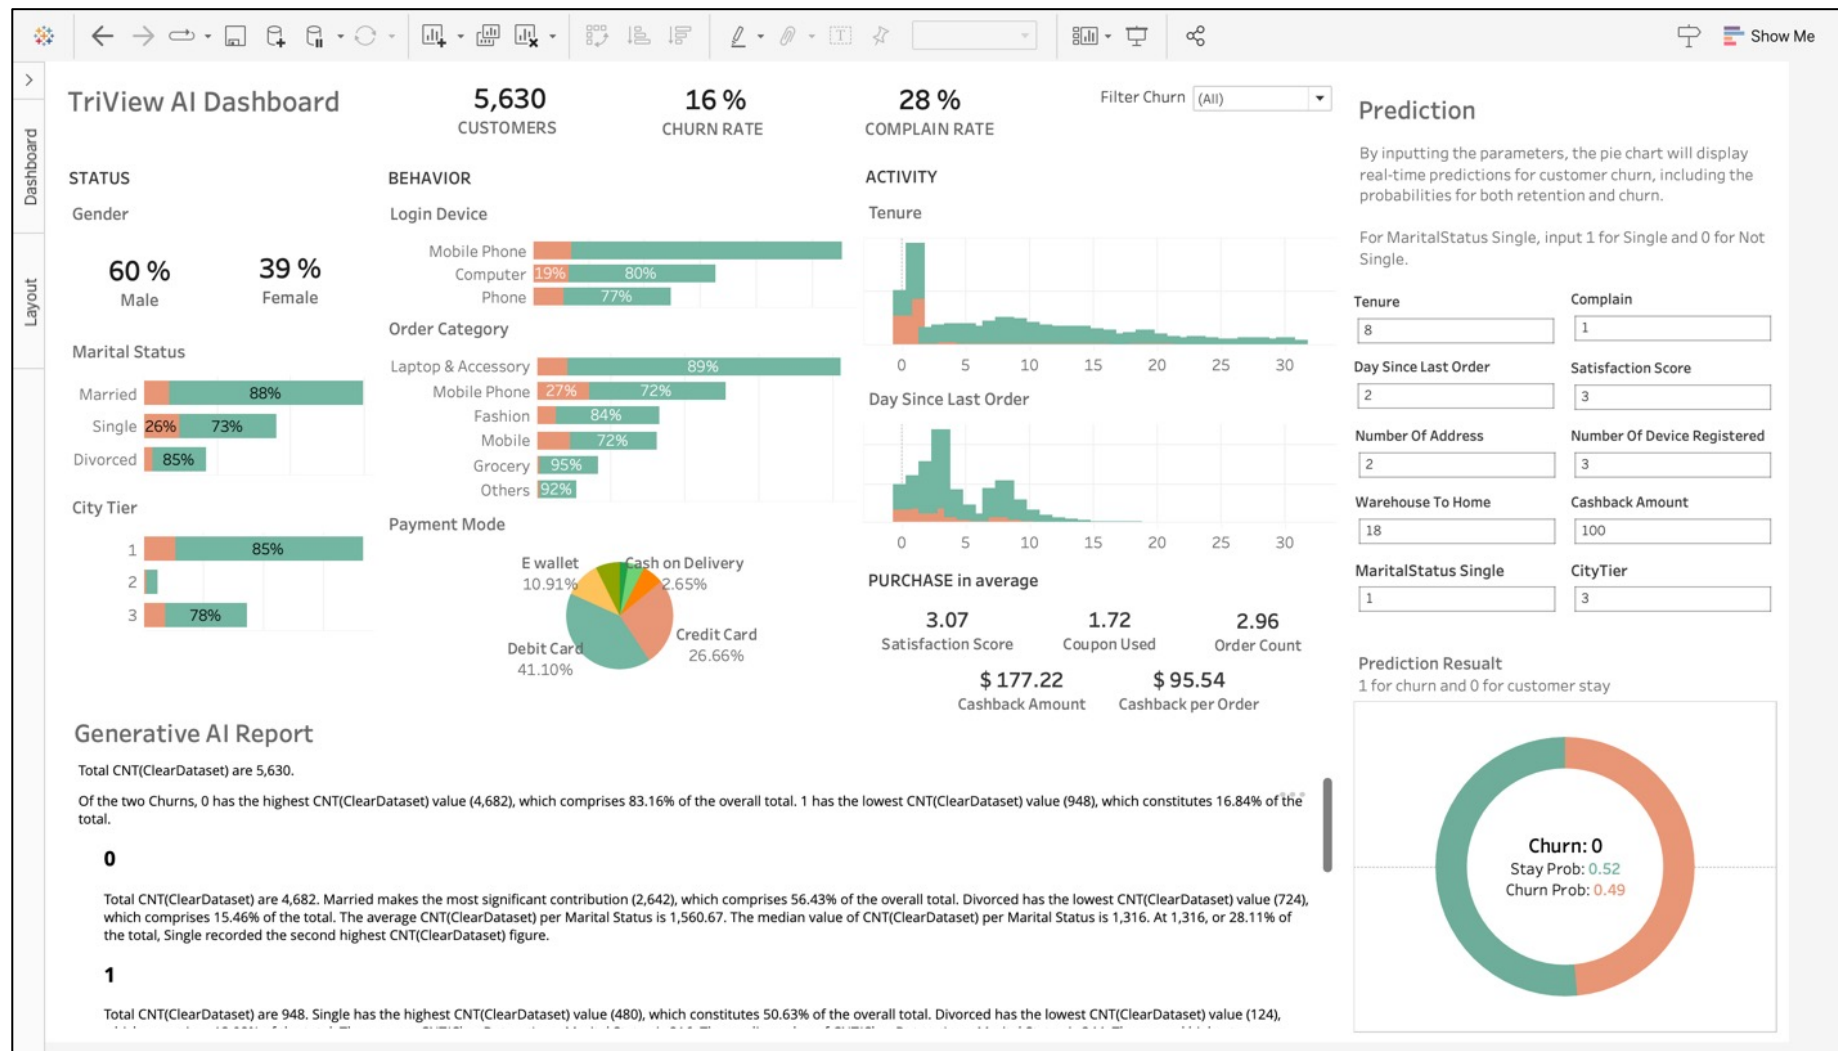 Show Me
Dashboard
Layout
TriView AI Dashboard
5,630
CUSTOMERS
16 %
CHURN RATE
28 %
COMPLAIN RATE
Filter Churn
(All)
STATUS
Gender
60 %
Male
39 %
Female
Marital Status
Married
88%
Single
26%
73%
Divorced
85%
City Tier
1
85%
2
3
78%
BEHAVIOR
Login Device
Mobile Phone
Computer
19%
80%
Phone
77%
Order Category
Laptop & Accessory
89%
Mobile Phone
27%
72%
Fashion
84%
Mobile
72%
Grocery
95%
Others
92%
Payment Mode
E wallet
10.91%
Cash on Delivery
2.65%
Credit Card
26.66%
Debit Card
41.10%
ACTIVITY
Tenure
0 5 10 15 20 25 30
Day Since Last Order
0 5 10 15 20 25 30
PURCHASE in average
3.07
Satisfaction Score
1.72
Coupon Used
2.96
Order Count
$ 177.22
Cashback Amount
$ 95.54
Cashback per Order
Generative AI Report
Total CNT(ClearDataset) are 5,630.
Of the two Churns, 0 has the highest CNT(ClearDataset) value (4,682), which comprises 83.16% of the overall total. 1 has the lowest CNT(ClearDataset) value (948), which constitutes 16.84% of the
total.
0
Total CNT(ClearDataset) are 4,682. Married makes the most significant contribution (2,642), which comprises 56.43% of the overall total. Divorced has the lowest CNT(ClearDataset) value (724),
which comprises 15.46% of the total. The average CNT(ClearDataset) per Marital Status is 1,560.67. The median value of CNT(ClearDataset) per Marital Status is 1,316. At 1,316, or 28.11% of
the total, Single recorded the second highest CNT(ClearDataset) figure.
1
Total CNT(ClearDataset) are 948. Single has the highest CNT(ClearDataset) value (480), which constitutes 50.63% of the overall total. Divorced has the lowest CNT(ClearDataset) value (124),
Prediction
By inputting the parameters, the pie chart will display
real-time predictions for customer churn, including the
probabilities for both retention and churn.
For MaritalStatus Single, input 1 for Single and 0 for Not
Single.
Tenure
8
Complain
1
Day Since Last Order
2
Satisfaction Score
3
Number Of Address
2
Number Of Device Registered
3
Warehouse To Home
18
Cashback Amount
100
MaritalStatus Single
1
CityTier
3
Prediction Resualt
1 for churn and 0 for customer stay
Churn: 0
Stay Prob: 0.52
Churn Prob: 0.49